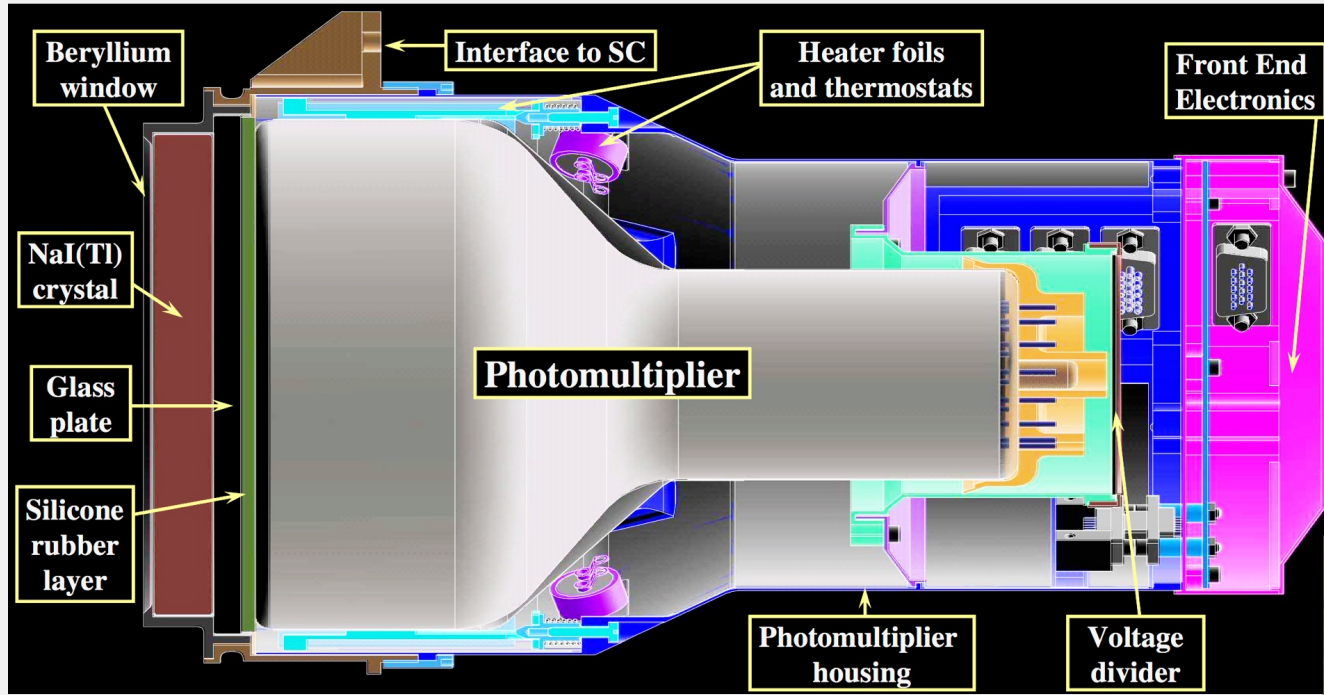 Beryllium
window
Interface to SC
Heater foils
and thermostats
Front End
Electronics
NaI(Tl)
crystal
Photomultiplier
Glass
plate
Silicone
rubber
layer
Photomultiplier
housing
Voltage
divider